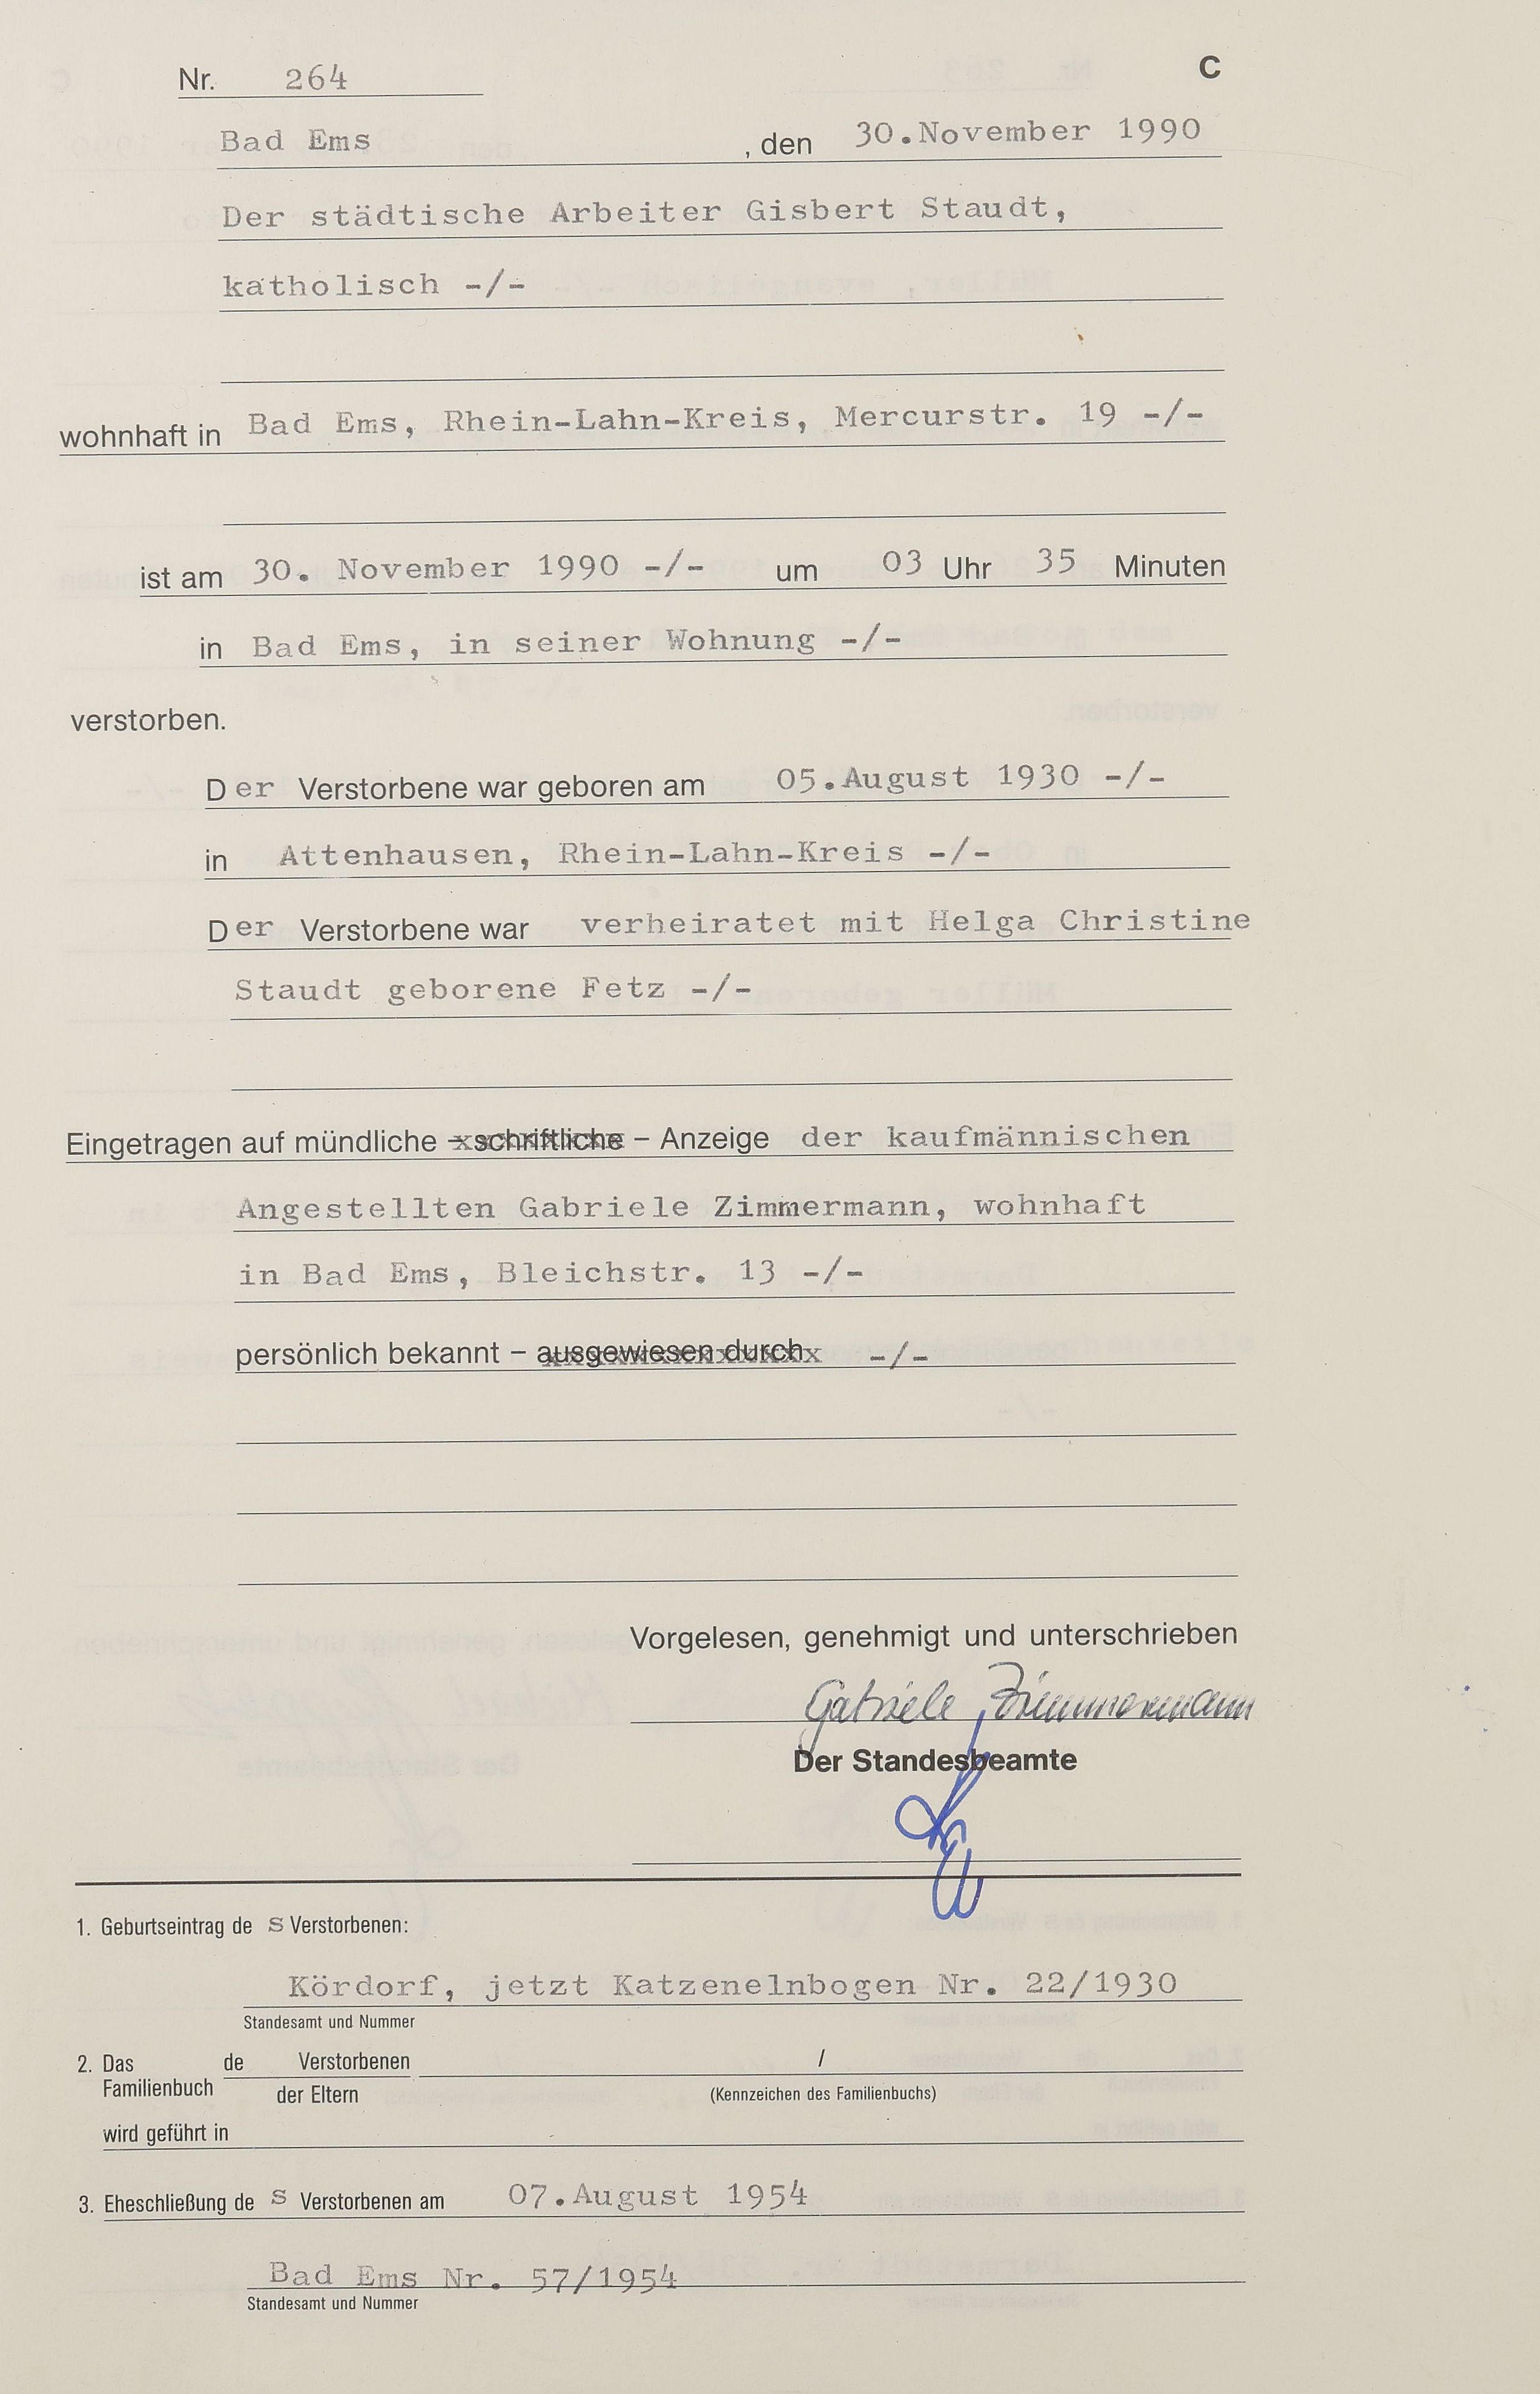 Nr. 264 C
Bad Ems , den 30.November 1990
Der städtische Arbeiter Gisbert Staudt,
katholisch -/-
wohnhaft in Bad Ems, Rhein-Lahn-Kreis, Mercurstr. 19 -/-
ist am 30. November 1990 -/- um 03 Uhr 35 Minuten
in Bad Ems, in seiner Wohnung -/-
verstorben.
Der Verstorbene war geboren am 05.August 1930 -/-
in Attenhausen, Rhein-Lahn-Kreis -/-
Der Verstorbene war verheiratet mit Helga Christine
Staudt geborene Fetz -/-
Eingetragen auf mündliche - schriftliche - Anzeige der kaufmännischen
Angestellten Gabriele Zimmermann, wohnhaft
in Bad Ems, Bleichstr. 13 -/-
persönlich bekannt - ausgewiesen durch -/-
Vorgelesen, genehmigt und unterschrieben
Gabriele Zimmermann
Der Standesbeamte
1. Geburtseintrag des Verstorbenen:
Kördorf, jetzt Katzenelnbogen Nr. 22/1930
Standesamt und Nummer
2. Das de Verstorbenen /
Familienbuch der Eltern (Kennzeichen des Familienbuchs)
wird geführt in
3. Eheschließung des Verstorbenen am 07.August 1954
Bad Ems Nr. 57/1954
Standesamt und Nummer